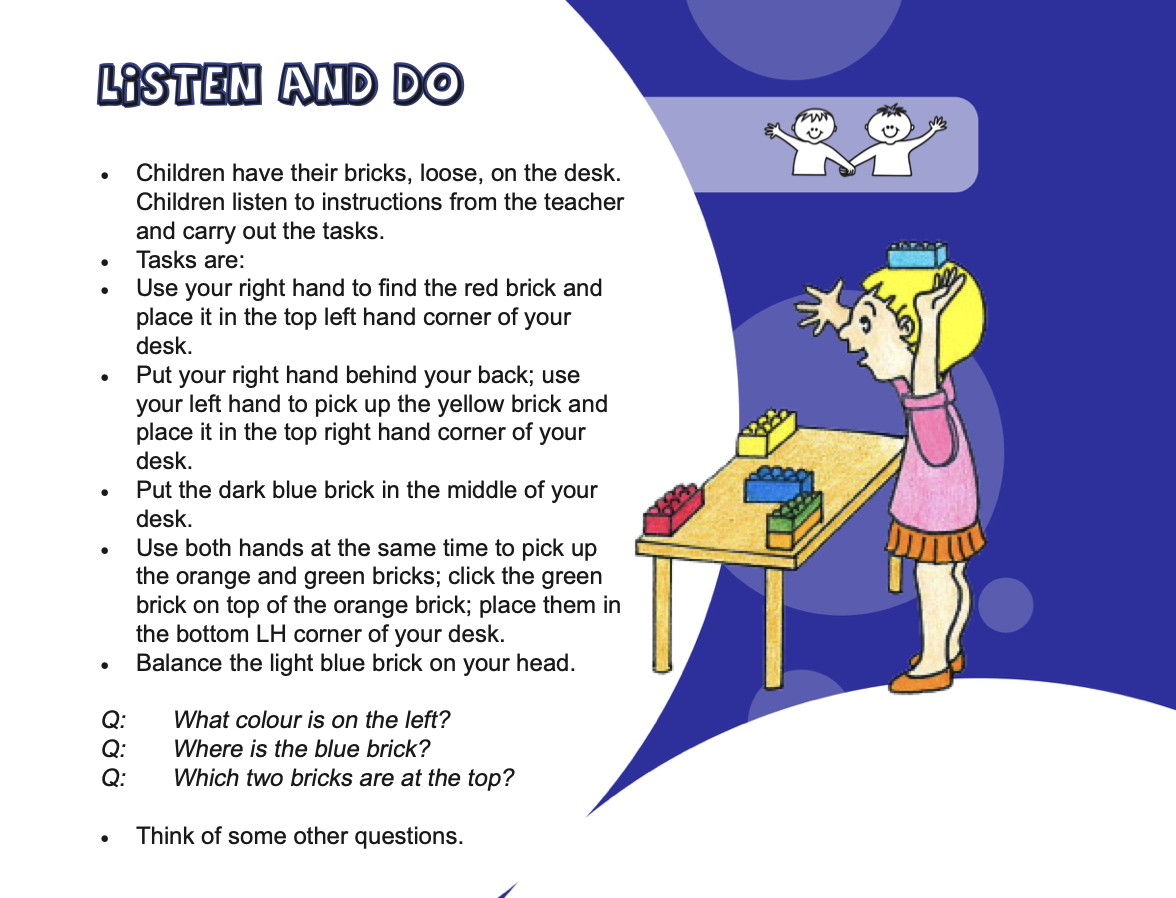 LiSTEN AND DO
• Children have their bricks, loose, on the desk.
Children listen to instructions from the teacher
and carry out the tasks.
• Tasks are:
• Use your right hand to find the red brick and
place it in the top left hand corner of your
desk.
• Put your right hand behind your back; use
your left hand to pick up the yellow brick and
place it in the top right hand corner of your
desk.
• Put the dark blue brick in the middle of your
desk.
• Use both hands at the same time to pick up
the orange and green bricks; click the green
brick on top of the orange brick; place them in
the bottom LH corner of your desk.
• Balance the light blue brick on your head.
Q: What colour is on the left?
Q: Where is the blue brick?
Q: Which two bricks are at the top?
• Think of some other questions.